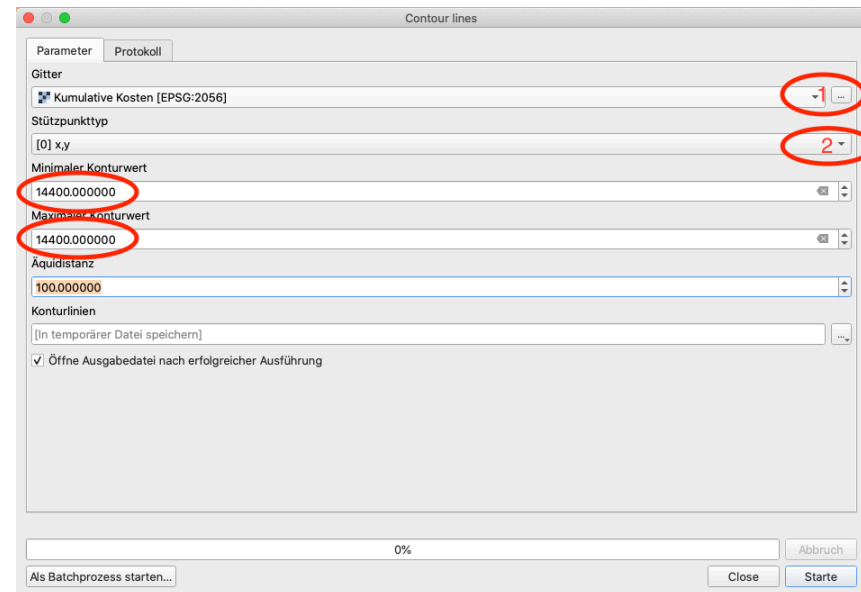 Contour lines
Parameter Protokoll
Gitter
Kumulative Kosten [EPSG:2056] 1 ...
Stützpunkttyp
[0] x,y 2
Minimaler Konturwert
14400.000000
Maximaler Konturwert
14400.000000
Äquidistanz
100.000000
Konturlinien
[In temporärer Datei speichern] ...
Öffne Ausgabedatei nach erfolgreicher Ausführung
0% Abbruch
Als Batchprozess starten... Close Starte